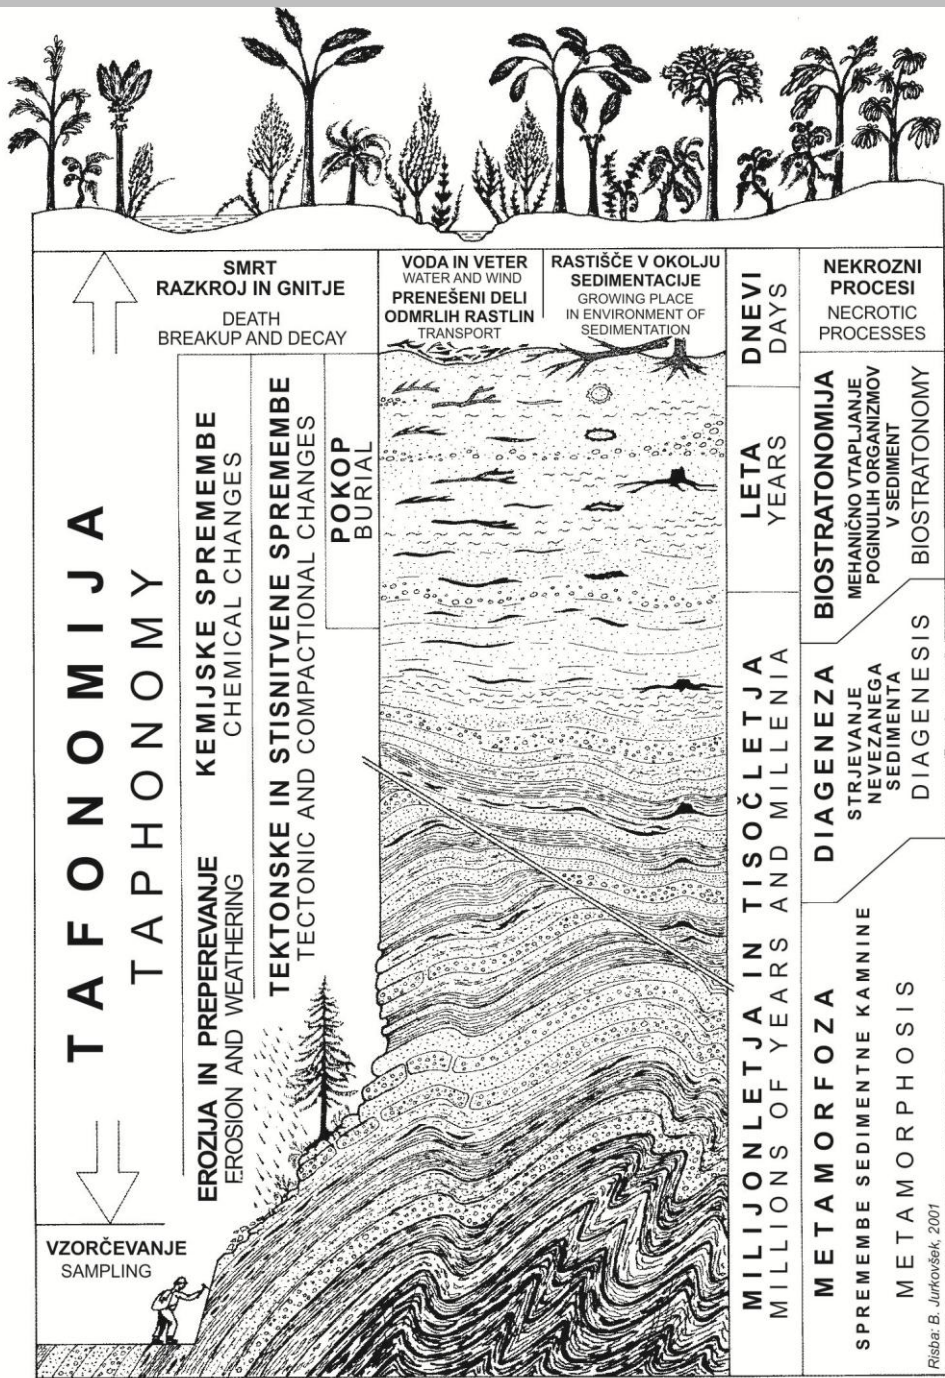 SMRT
RAZKROJ IN GNITJE
DEATH
BREAKUP AND DECAY
VODA IN VETER
WATER AND WIND
PRENEŠENI DELI
ODMRLIH RASTLIN
TRANSPORT
RASTIŠČE V OKOLJU
SEDIMENTACIJE
GROWING PLACE
IN ENVIRONMENT OF
SEDIMENTATION
DNEVI
DAYS
NEKROZNI
PROCESI
NECROTIC
PROCESSES
TAFONOMIJA
TAPHONOMY
KEMIJSKE SPREMEMBE
CHEMICAL CHANGES
EROZIJA IN PREPEREVANJE
EROSION AND WEATHERING
TEKTONSKE IN STISNITVENE SPREMEMBE
TECTONIC AND COMPACTIONAL CHANGES
POKOP
BURIAL
LETA
YEARS
MILIJONLETJA IN TISOČLETJA
MILLIONS OF YEARS AND MILLENIA
BIOSTRATONOMIJA
MEHANIČNO VTAPLJANJE
POGINULIH ORGANIZMOV
V SEDIMENT
BIOSTRATONOMY
DIAGENEZA
STRJEVANJE
NEVEZANEGA
SEDIMENTA
DIAGENESIS
METAMORFOZA
SPREMEMBE SEDIMENTNE KAMNINE
METAMORPHOSIS
VZORČEVANJE
SAMPLING
Risba: B. Jurkovšek, 2001